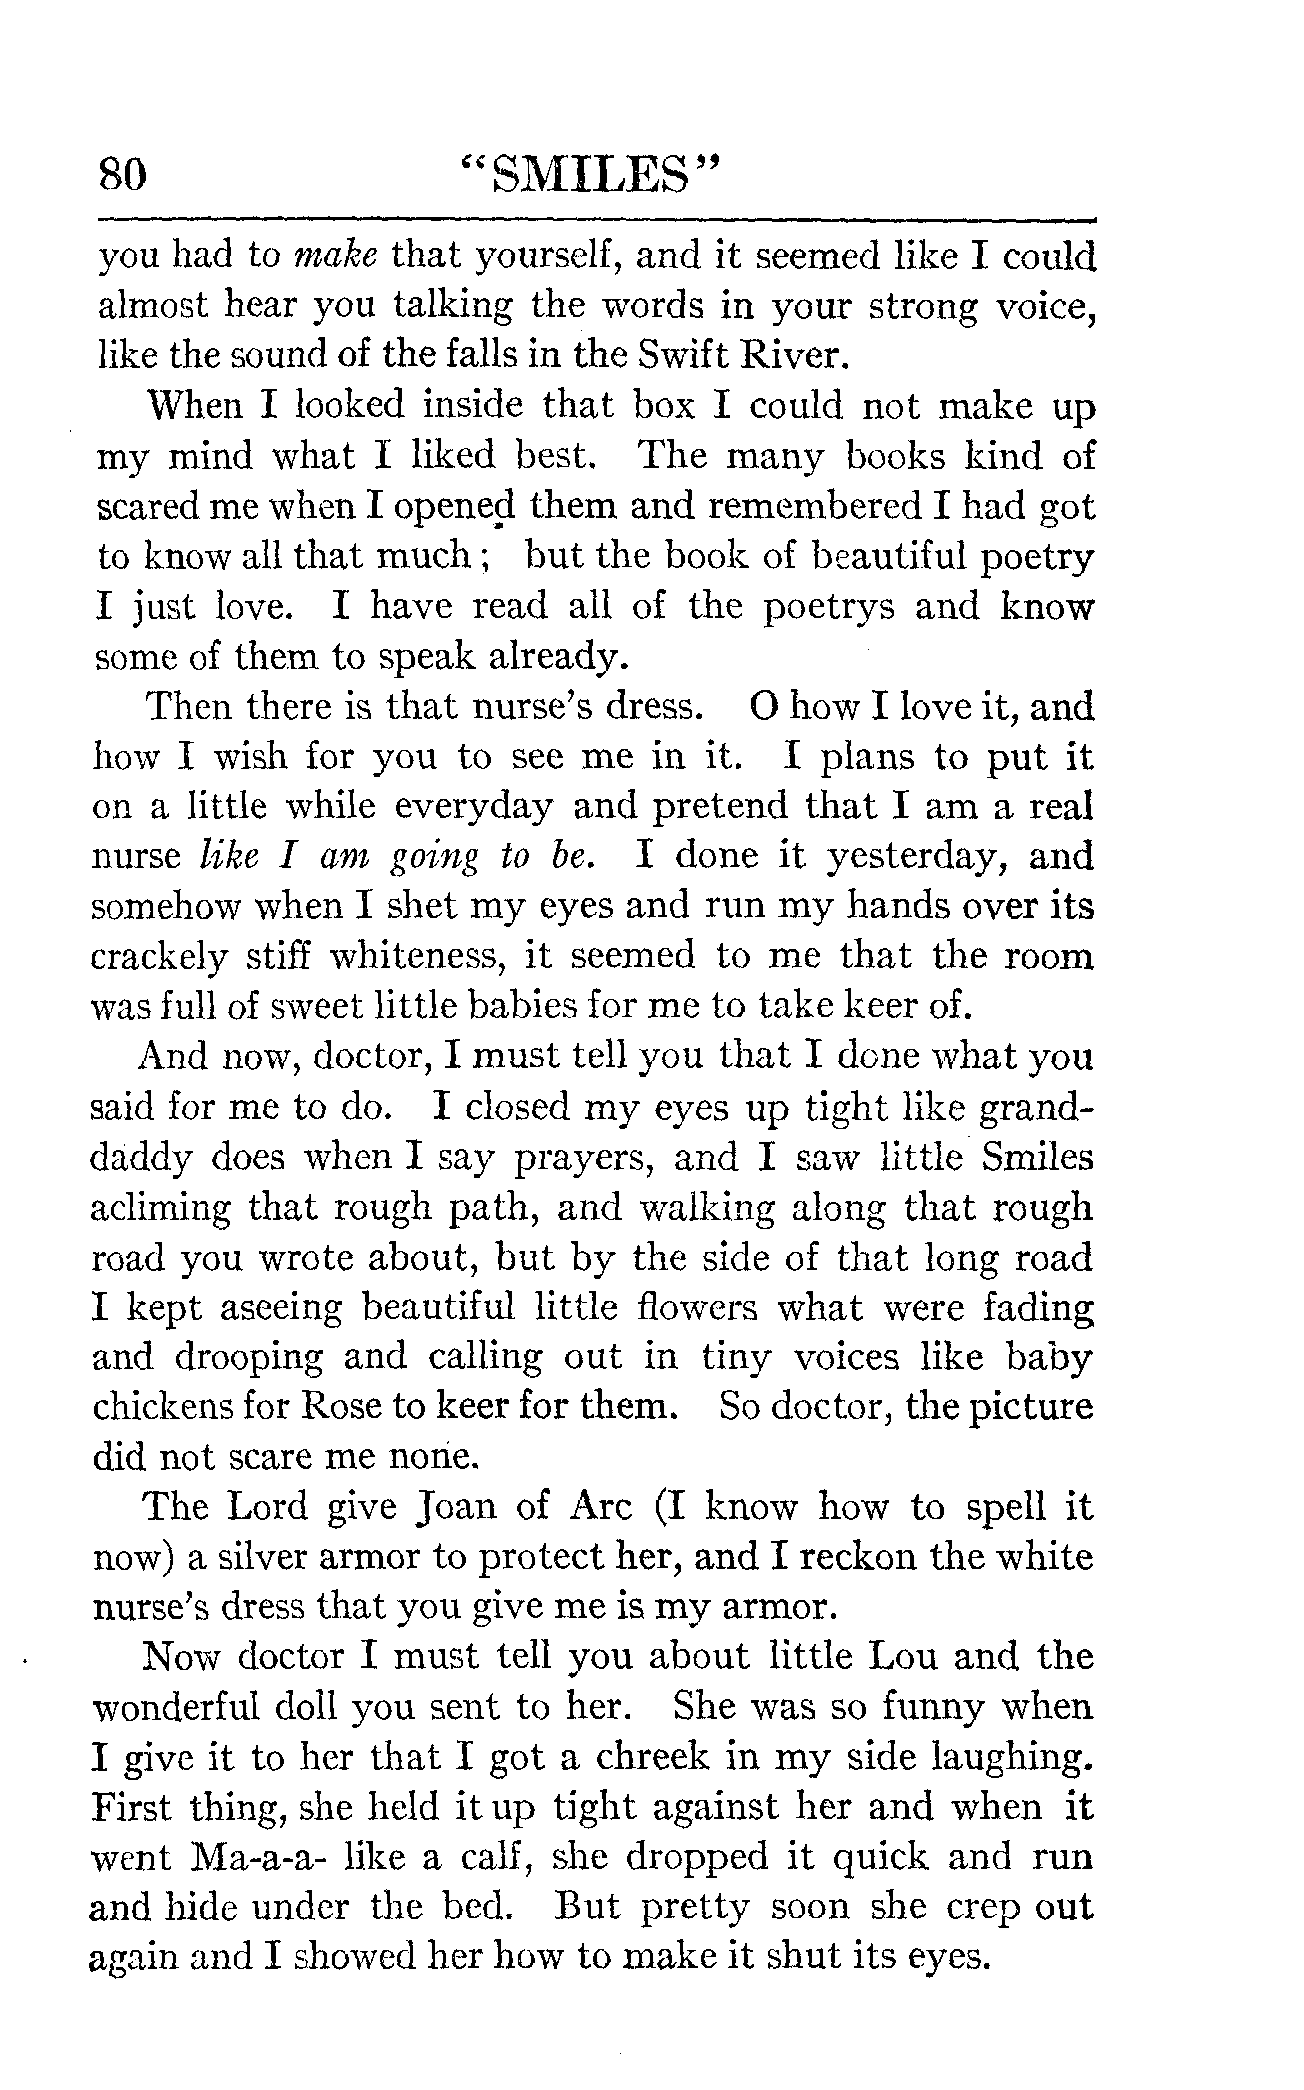 80 "SMILES"
you had to make that yourself, and it seemed like I could
almost hear you talking the words in your strong voice,
like the sound of the falls in the Swift River.
When I looked inside that box I could not make up
my mind what I liked best. The many books kind of
scared me when I opened them and remembered I had got
to know all that much; but the book of beautiful poetry
I just love. I have read all of the poetrys and know
some of them to speak already.
Then there is that nurse's dress. O how I love it, and
how I wish for you to see me in it. I plans to put it
on a little while everyday and pretend that I am a real
nurse like I am going to be. I done it yesterday, and
somehow when I shet my eyes and run my hands over its
crackely stiff whiteness, it seemed to me that the room
was full of sweet little babies for me to take keer of.
And now, doctor, I must tell you that I done what you
said for me to do. I closed my eyes up tight like grand-
daddy does when I say prayers, and I saw little Smiles
acliming that rough path, and walking along that rough
road you wrote about, but by the side of that long road
I kept aseeing beautiful little flowers what were fading
and drooping and calling out in tiny voices like baby
chickens for Rose to keer for them. So doctor, the picture
did not scare me none.
The Lord give Joan of Arc (I know how to spell it
now) a silver armor to protect her, and I reckon the white
nurse's dress that you give me is my armor.
Now doctor I must tell you about little Lou and the
wonderful doll you sent to her. She was so funny when
I give it to her that I got a chreek in my side laughing.
First thing, she held it up tight against her and when it
went Ma-a-a- like a calf, she dropped it quick and run
and hide under the bed. But pretty soon she crep out
again and I showed her how to make it shut its eyes.